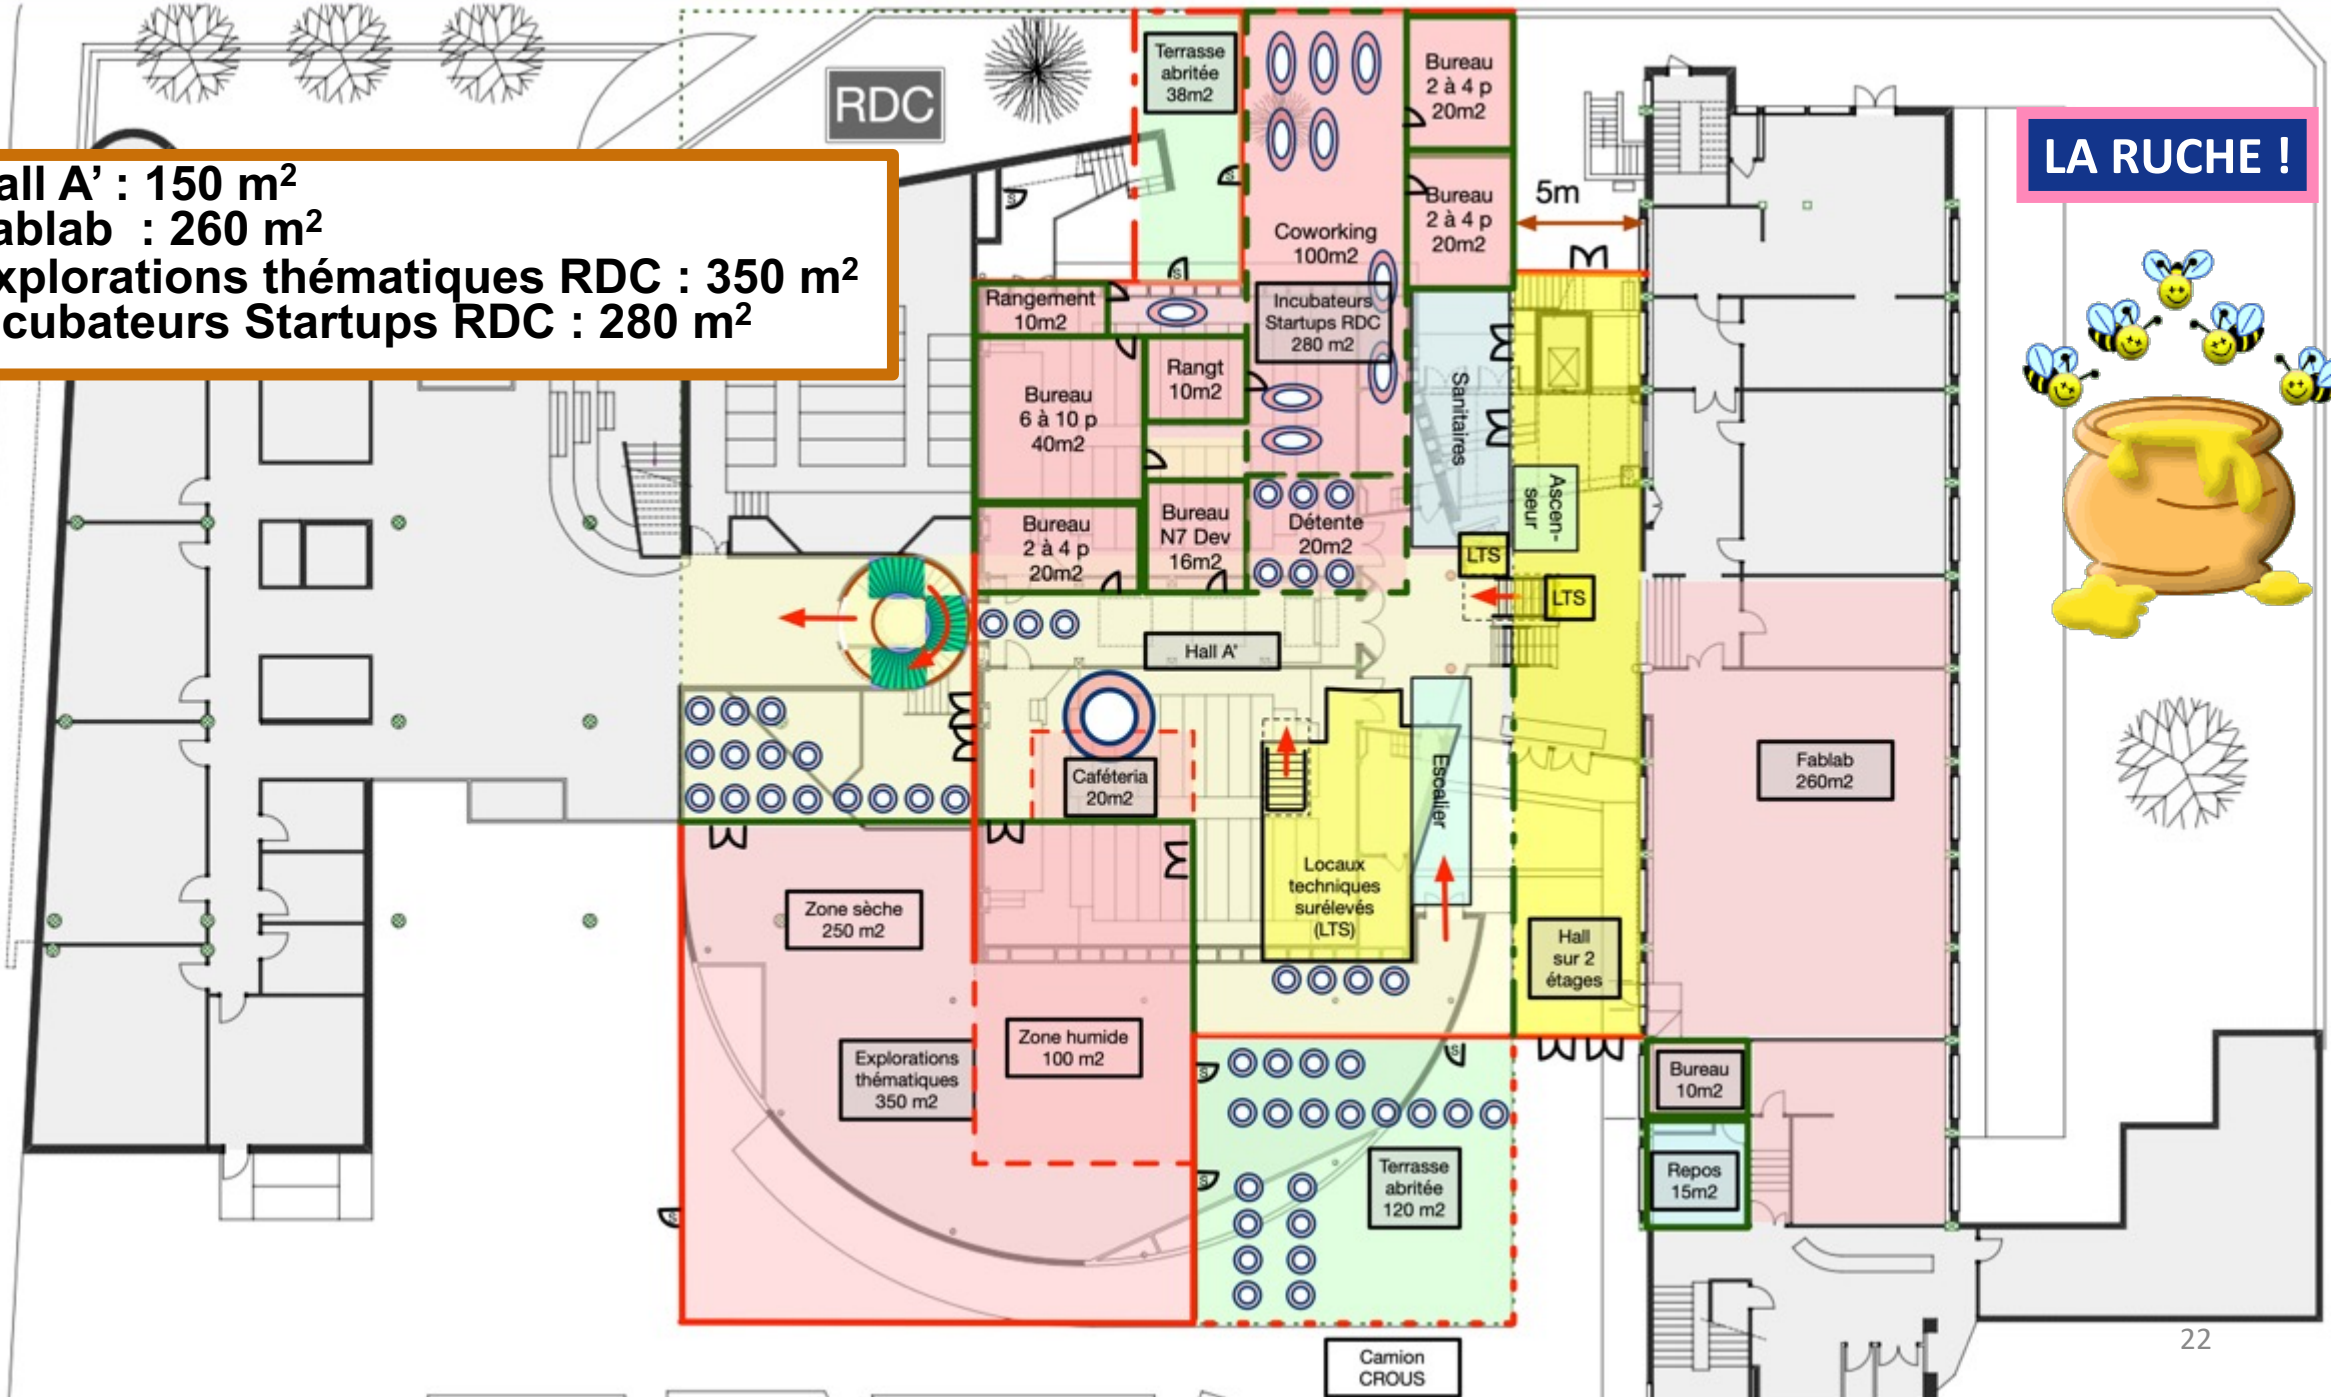 RDC
LA RUCHE !
all A’ : 150 m²
ablab : 260 m²
xplorations thématiques RDC : 350 m²
cubateurs Startups RDC : 280 m²
Terrasse
abritée
38m2
Bureau
2 à 4 p
20m2
Bureau
2 à 4 p
20m2
5m
Coworking
100m2
Incubateurs
Startups RDC
280 m2
Rangement
10m2
Rangt
10m2
Bureau
6 à 10 p
40m2
Sanitaires
Ascen-
seur
Bureau
2 à 4 p
20m2
Bureau
N7 Dev
16m2
Détente
20m2
LTS
LTS
Hall A'
Caféteria
20m2
Escalier
Fablab
260m2
Locaux
techniques
surélevés
(LTS)
Zone sèche
250 m2
Hall
sur 2
étages
Zone humide
100 m2
Explorations
thématiques
350 m2
Bureau
10m2
Repos
15m2
Terrasse
abritée
120 m2
Camion
CROUS
22
S
S
S
S
S
S
S